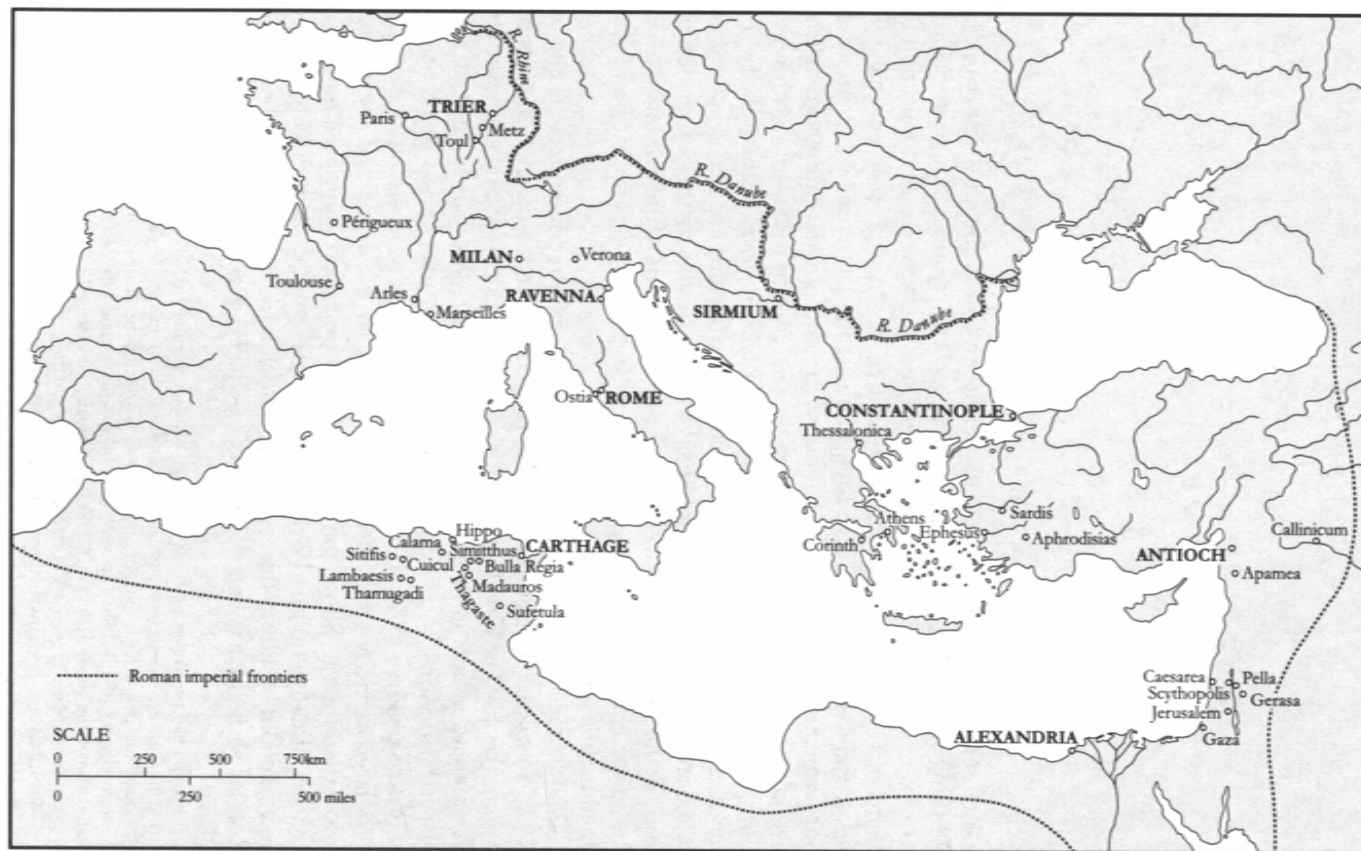 R. Rhin
TRIER
Paris
Metz
Toul
R. Danube
Périgueux
MILAN
Verona
Toulouse
Arles
RAVENNA
Marseilles
SIRMIUM
R. Danube
Ostia
ROME
CONSTANTINOPLE
Thessalonica
Sardis
Athens
Ephesus
Aphrodisias
Corinth
Callinicum
ANTIOCH
Apamea
Hippo
Calama
Simitthus
CARTHAGE
Sitifis
Cuicul
Bulla Régia
Lambaesis
Madauros
Thamugadi
Thagaste
Sufetula
Roman imperial frontiers
Caesarea
Pella
Scythopolis
Gerasa
Jerusalem
Gaza
ALEXANDRIA
SCALE
0 250 500 750km
0 250 500 miles